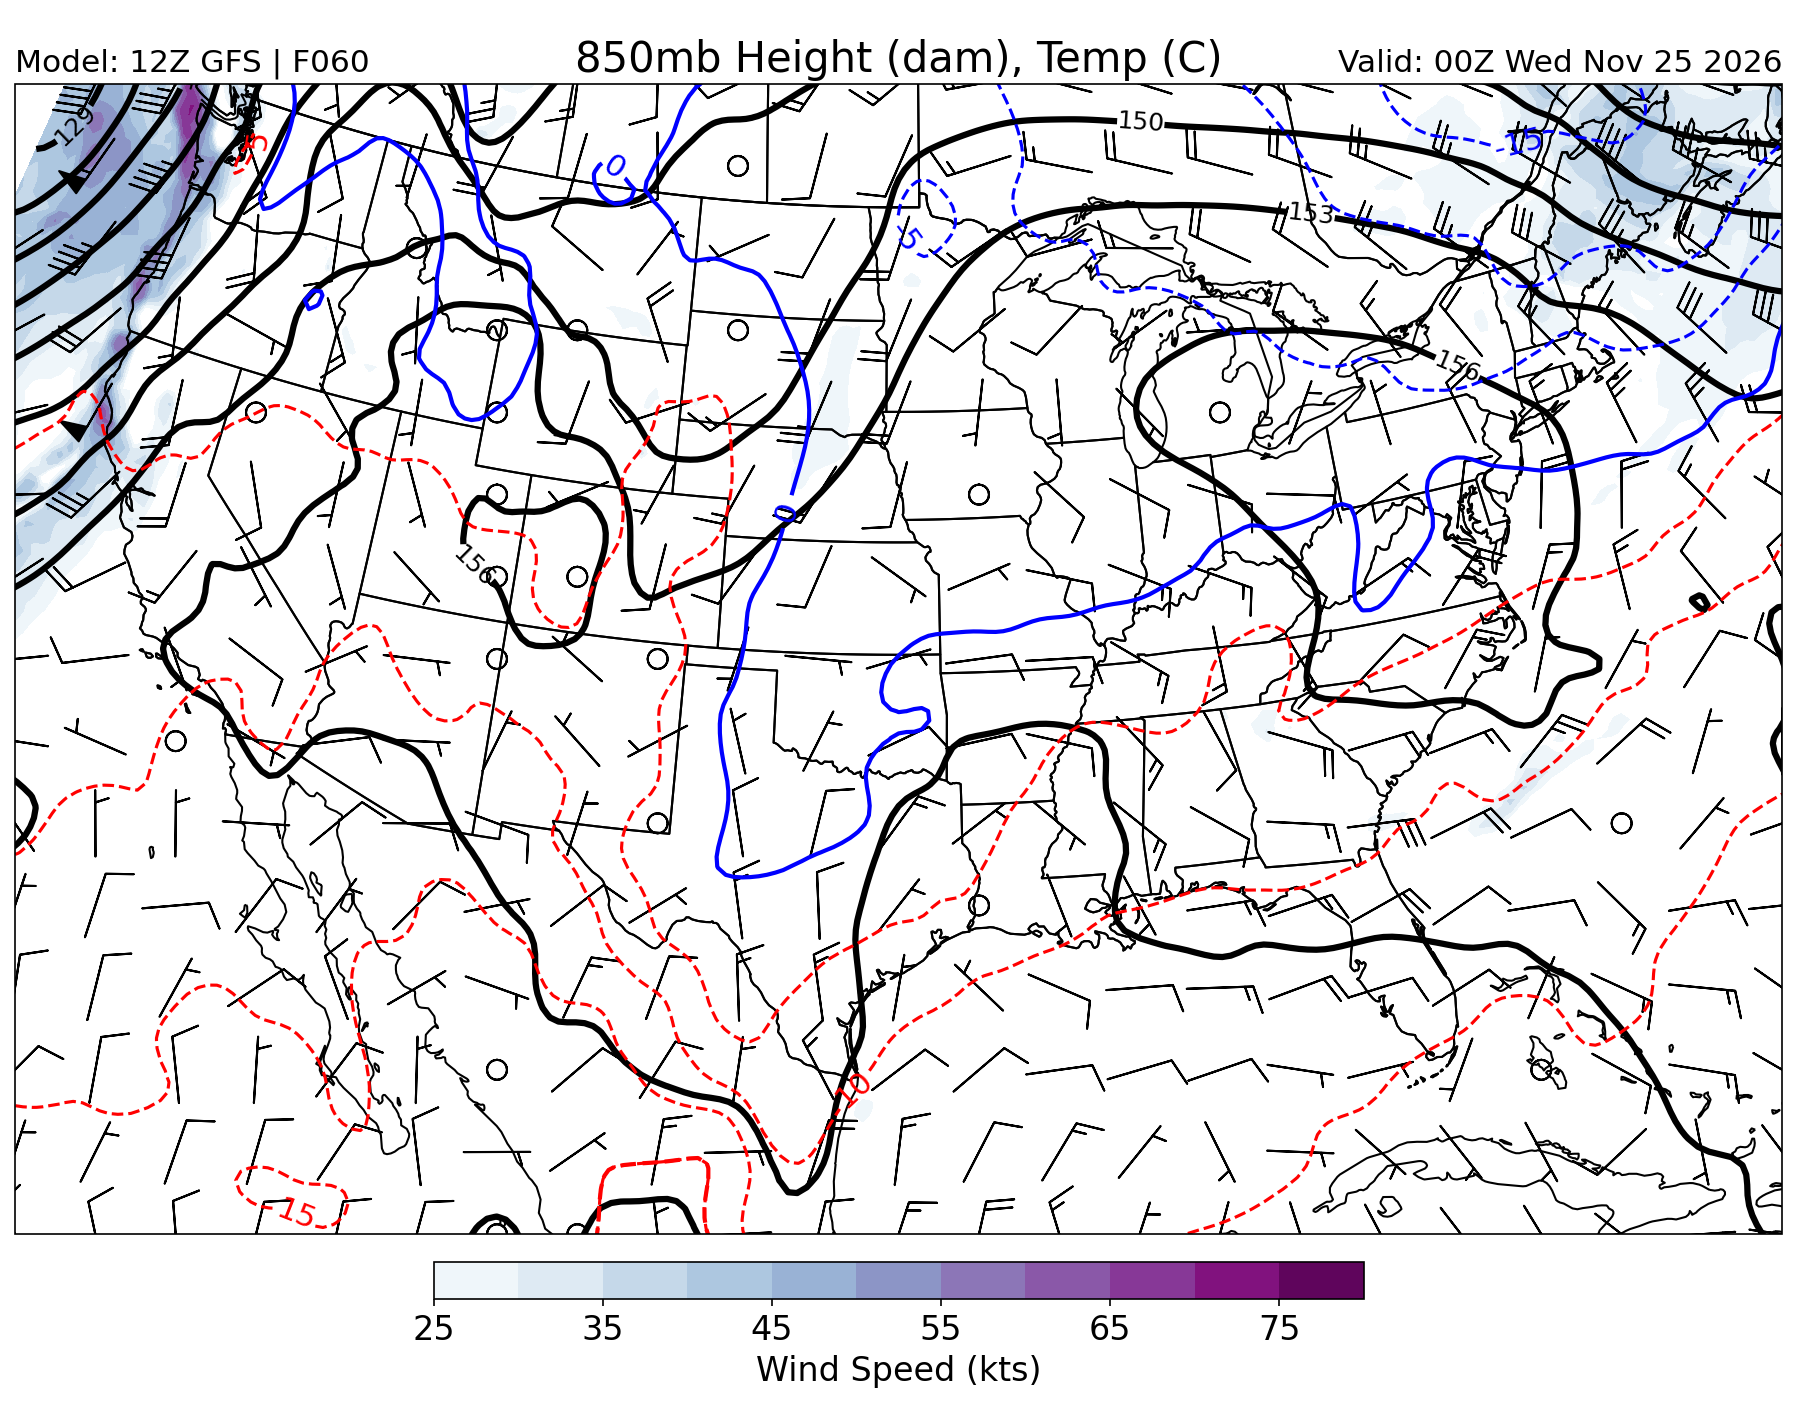 Model: 12Z GFS | F060
850mb Height (dam), Temp (C)
Valid: 00Z Wed Nov 25 2026
129
150
-15
0
153
-5
156
0
156
10
15
25 35 45 55 65 75
Wind Speed (kts)